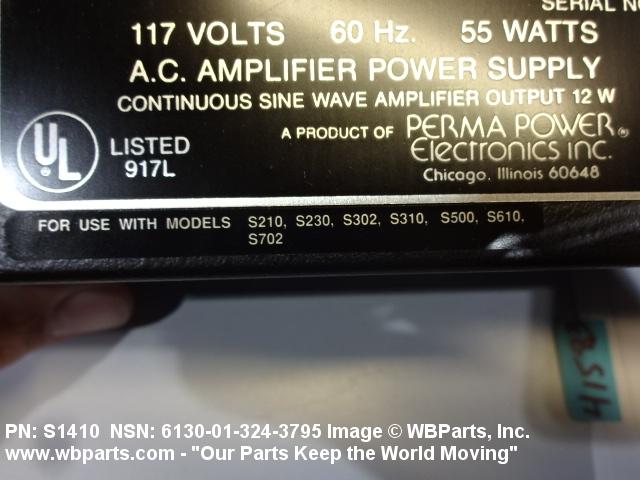 SERIAL NO
117 VOLTS 60 Hz. 55 WATTS
A.C. AMPLIFIER POWER SUPPLY
CONTINUOUS SINE WAVE AMPLIFIER OUTPUT 12 W
A PRODUCT OF PERMA POWER®
Electronics INC.
Chicago, Illinois 60648
UL®
LISTED
917L
FOR USE WITH MODELS S210, S230, S302, S310, S500, S610,
S702
PN: S1410 NSN: 6130-01-324-3795 Image © WBParts, Inc.
www.wbparts.com - "Our Parts Keep the World Moving"